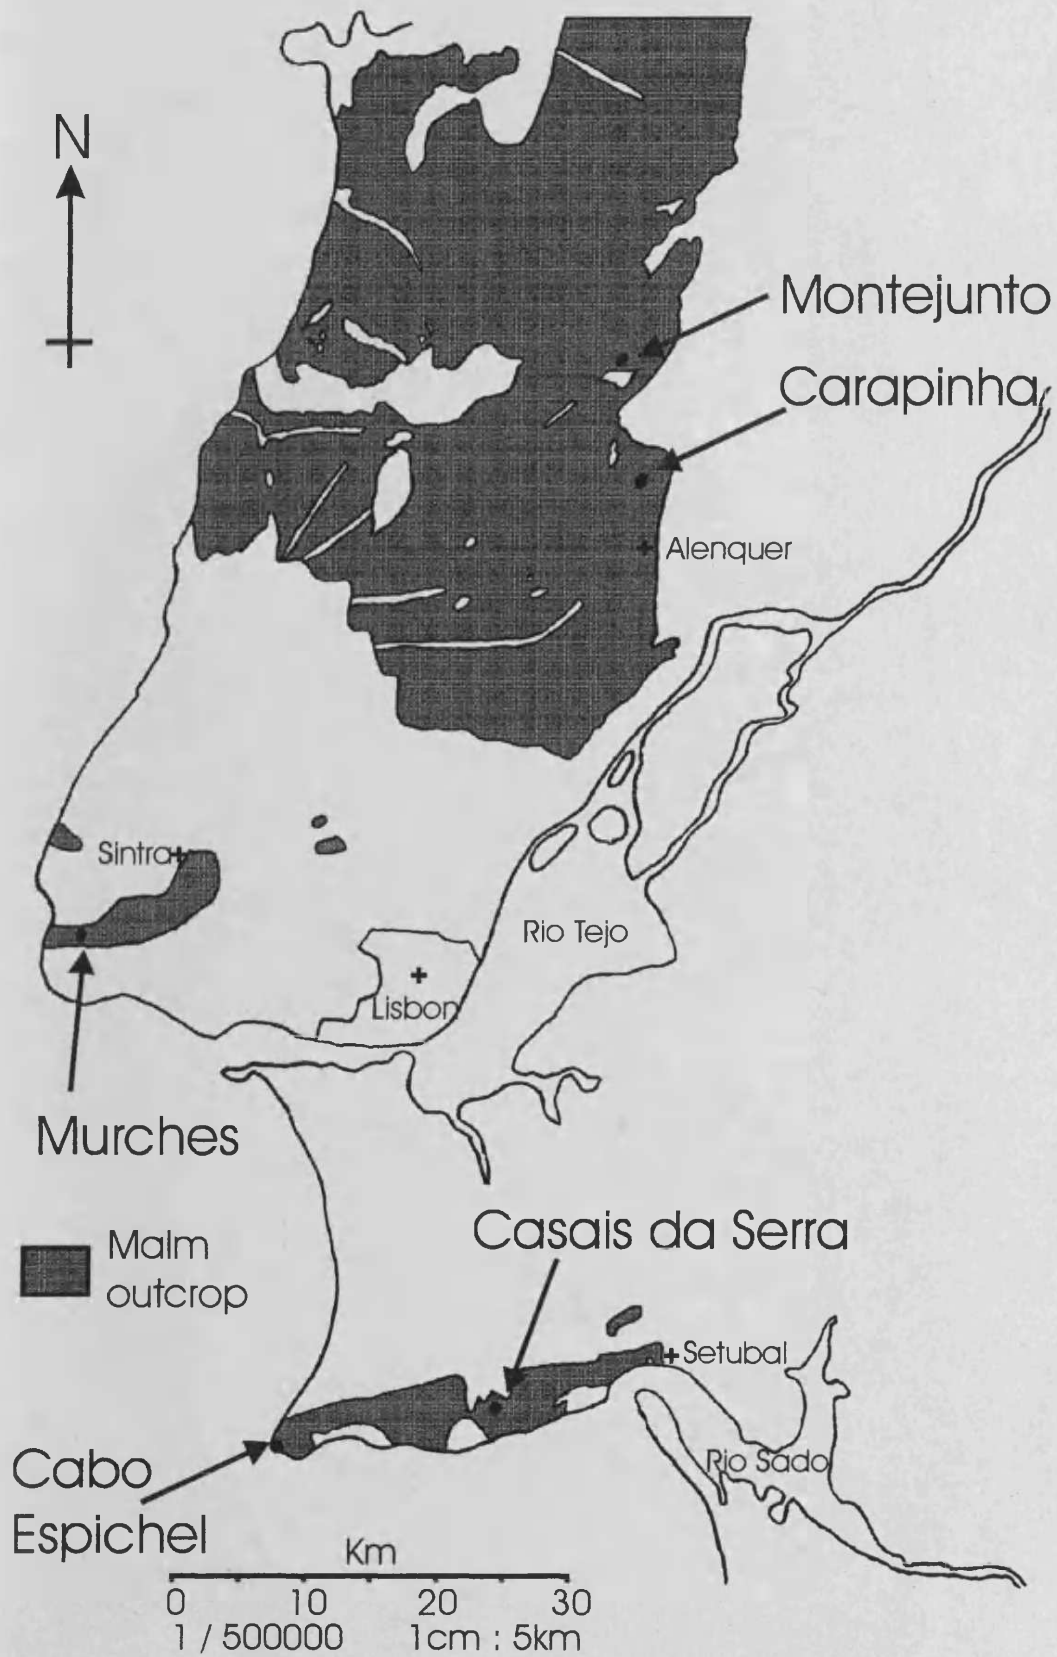 N
Montejunto
Carapinha
Alenquer
Sintra
Rio Tejo
Lisbon
Murches
Casais da Serra
Malm
outcrop
Setubal
Cabo
Espichel
Rio Sado
Km
0 10 20 30
1 / 500000 1cm : 5km